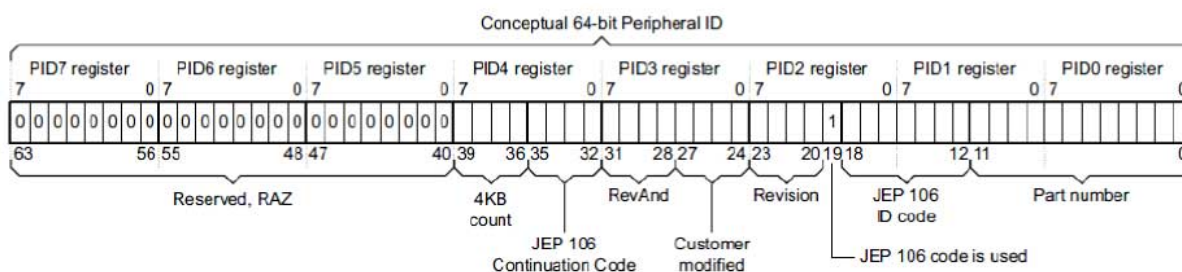 Conceptual 64-bit Peripheral ID
PID7 register PID6 register PID5 register PID4 register PID3 register PID2 register PID1 register PID0 register
7 0 7 0 7 0 7 0 7 0 7 0 7 0 7 0
0 0 0 0 0 0 0 0 0 0 0 0 0 0 0 0 0 0 0 0 0 0 0 0 1
63 56 55 48 47 40 39 36 35 32 31 28 27 24 23 20 19 18 12 11 0
Reserved, RAZ 4KB count RevAnd Revision JEP 106 ID code Part number
JEP 106 Continuation Code Customer modified JEP 106 code is used